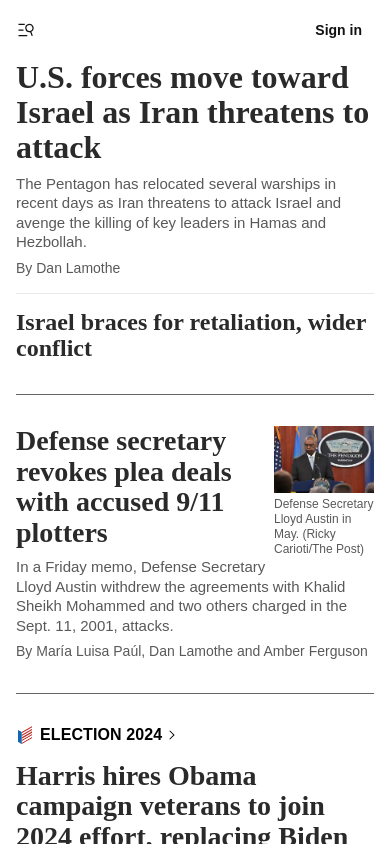 Sign in
U.S. forces move toward
Israel as Iran threatens to
attack
The Pentagon has relocated several warships in
recent days as Iran threatens to attack Israel and
avenge the killing of key leaders in Hamas and
Hezbollah.
By Dan Lamothe
Israel braces for retaliation, wider
conflict
Defense secretary
revokes plea deals
with accused 9/11
plotters
THE PENTAGON
Defense Secretary
Lloyd Austin in
May. (Ricky
Carioti/The Post)
In a Friday memo, Defense Secretary
Lloyd Austin withdrew the agreements with Khalid
Sheikh Mohammed and two others charged in the
Sept. 11, 2001, attacks.
By María Luisa Paúl, Dan Lamothe and Amber Ferguson
ELECTION 2024
Harris hires Obama
campaign veterans to join
2024 effort, replacing Biden